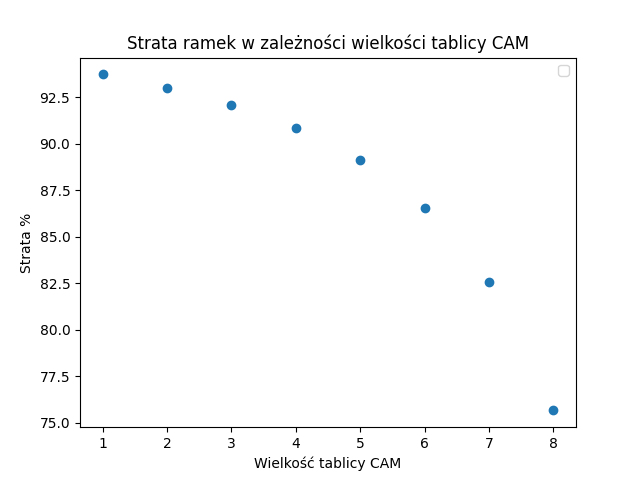 Strata ramek w zależności wielkości tablicy CAM
92.5
90.0
87.5
85.0
82.5
80.0
77.5
75.0
Strata %
1 2 3 4 5 6 7 8
Wielkość tablicy CAM